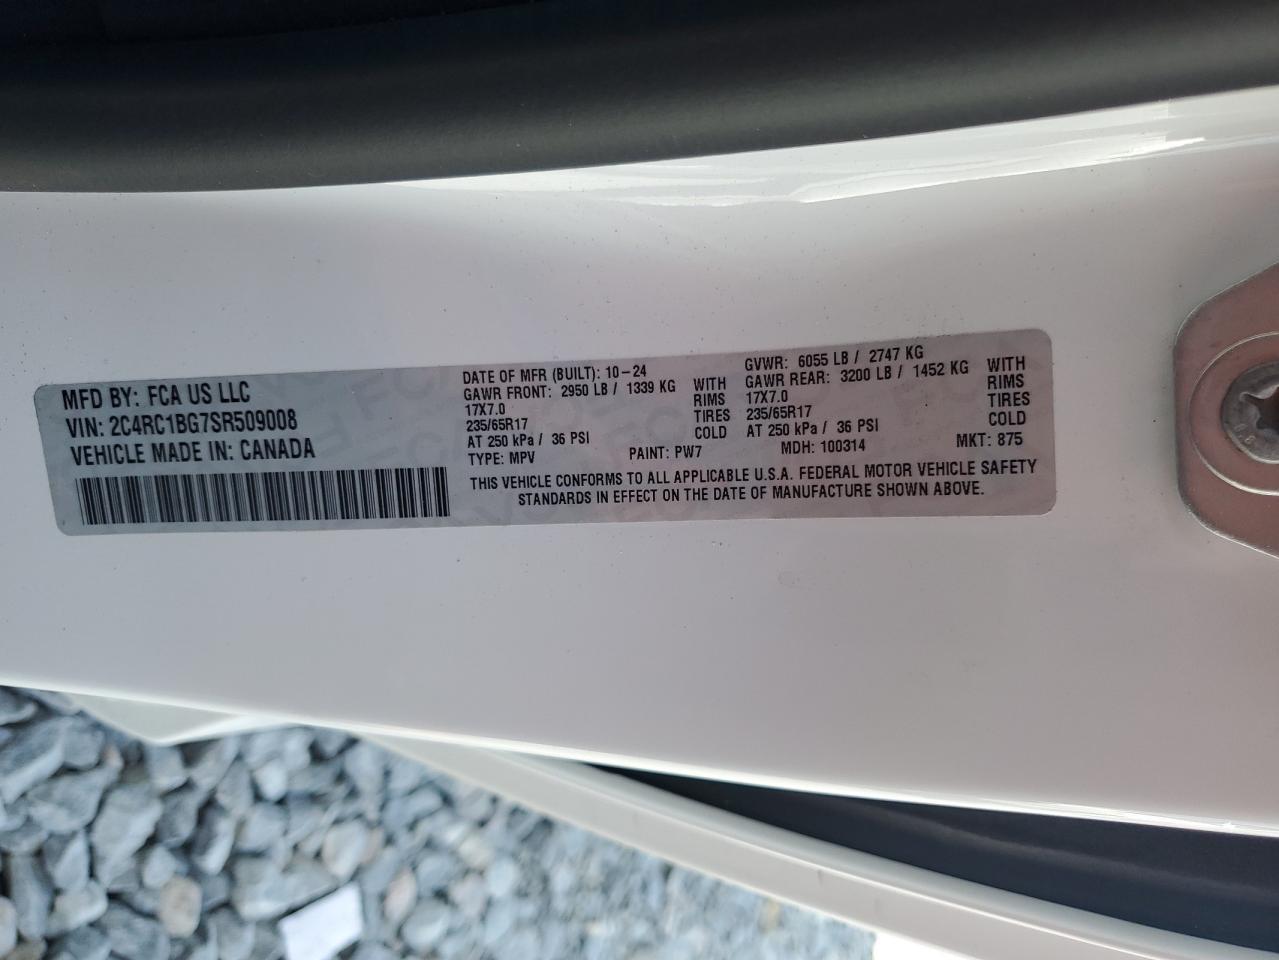 MFD BY: FCA US LLC
VIN: 2C4RC1BG7SR509008
VEHICLE MADE IN: CANADA
DATE OF MFR (BUILT): 10-24
GAWR FRONT: 2950 LB / 1339 KG WITH
17X7.0 RIMS
235/65R17 TIRES
AT 250 kPa / 36 PSI COLD
TYPE: MPV PAINT: PW7
GVWR: 6055 LB / 2747 KG
GAWR REAR: 3200 LB / 1452 KG WITH
17X7.0 RIMS
235/65R17 TIRES
AT 250 kPa / 36 PSI COLD
MDH: 100314 MKT: 875
THIS VEHICLE CONFORMS TO ALL APPLICABLE U.S.A. FEDERAL MOTOR VEHICLE SAFETY
STANDARDS IN EFFECT ON THE DATE OF MANUFACTURE SHOWN ABOVE.